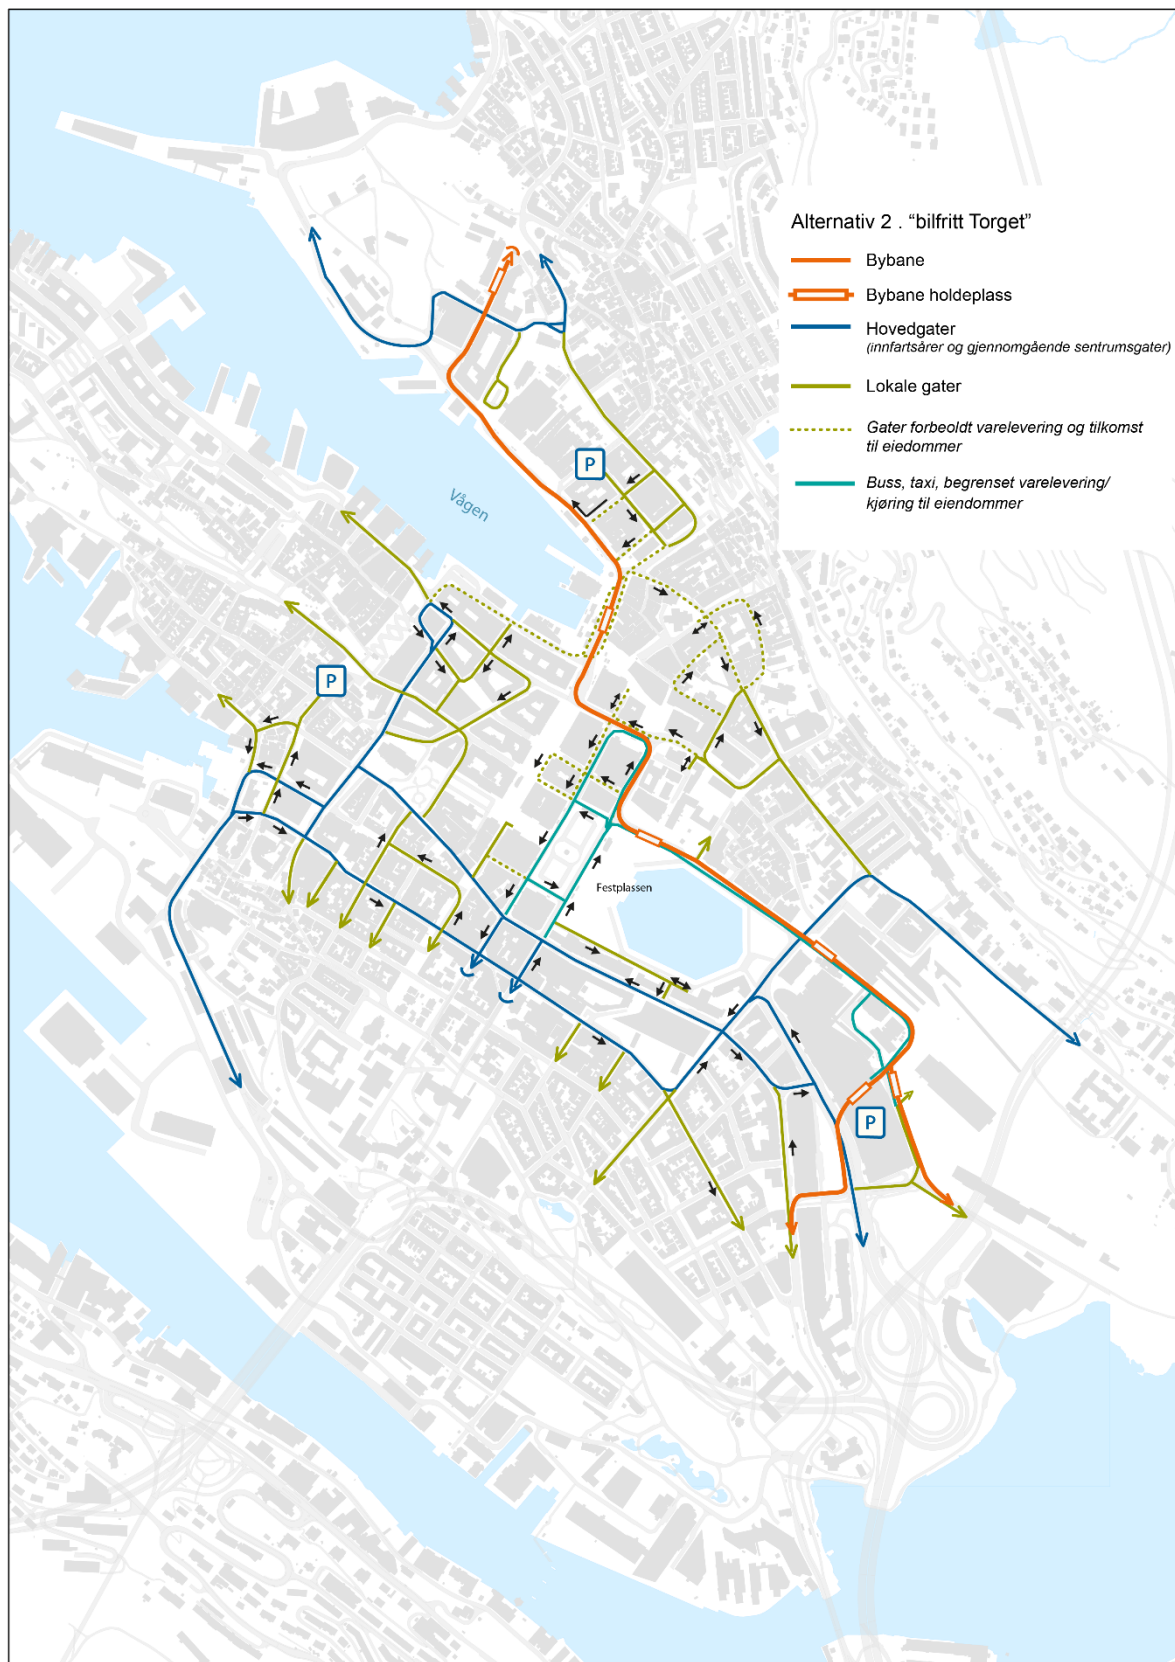 Alternativ 2 . “bilfritt Torget”
Bybane
Bybane holdeplass
Hovedgater
(innfartsårer og gjennomgående sentrumsgater)
Lokale gater
Gater forbeoldt varelevering og tilkomst
til eiedommer
Buss, taxi, begrenset varelevering/
kjøring til eiendommer
P
Vågen
P
Festplassen
P